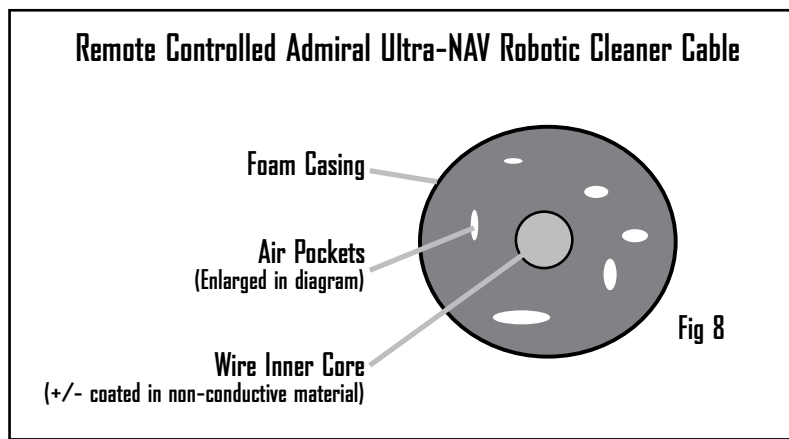 Remote Controlled Admiral Ultra-NAV Robotic Cleaner Cable
Foam Casing
Air Pockets
(Enlarged in diagram)
Wire Inner Core
(+/- coated in non-conductive material)
Fig 8